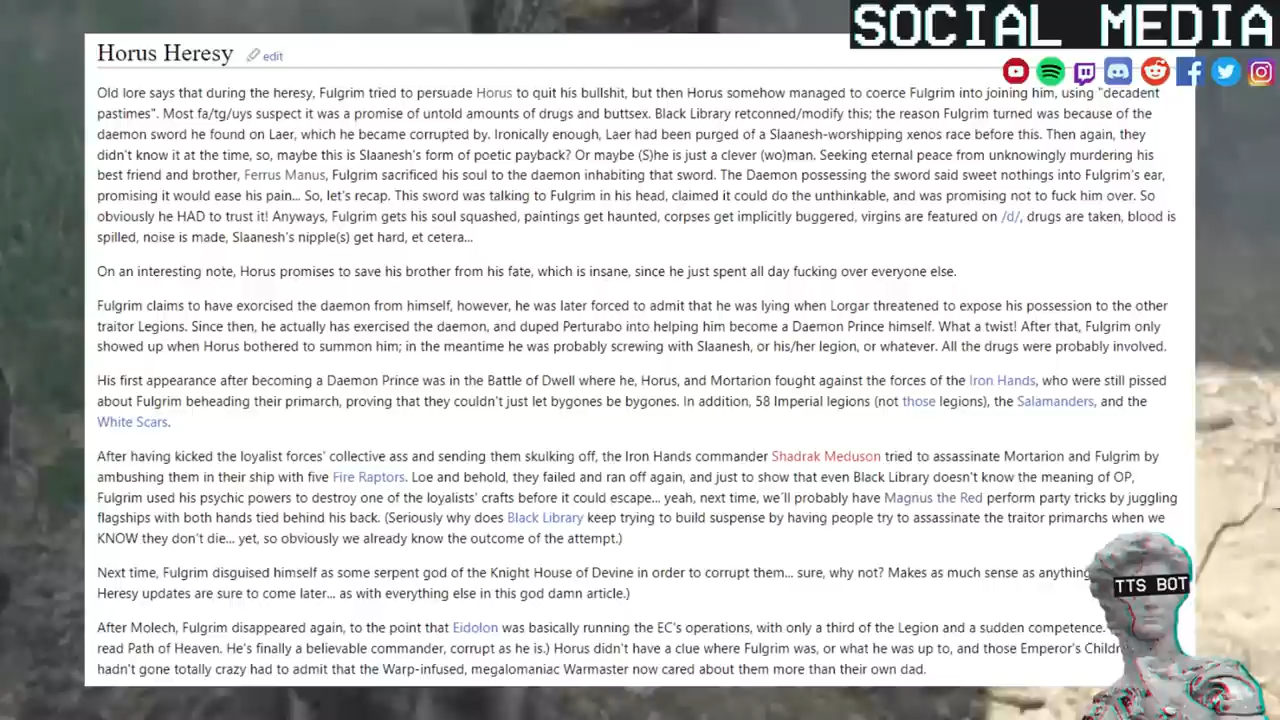 SOCIAL MEDIA
Horus Heresy edit
Old lore says that during the heresy, Fulgrim tried to persuade Horus to quit his bullshit, but then Horus somehow managed to coerce Fulgrim into joining him, using "decadent
pastimes". Most fa/tg/uys suspect it was a promise of untold amounts of drugs and buttsex. Black Library retconned/modify this; the reason Fulgrim turned was because of the
daemon sword he found on Laer, which he became corrupted by. Ironically enough, Laer had been purged of a Slaanesh-worshipping xenos race before this. Then again, they
didn't know it at the time, so, maybe this is Slaanesh's form of poetic payback? Or maybe (S)he is just a clever (wo)man. Seeking eternal peace from unknowingly murdering his
best friend and brother, Ferrus Manus, Fulgrim sacrificed his soul to the daemon inhabiting that sword. The Daemon possessing the sword said sweet nothings into Fulgrim's ear,
promising it would ease his pain... So, let's recap. This sword was talking to Fulgrim in his head, claimed it could do the unthinkable, and was promising not to fuck him over. So
obviously he HAD to trust it! Anyways, Fulgrim gets his soul squashed, paintings get haunted, corpses get implicitly buggered, virgins are featured on /d/, drugs are taken, blood is
spilled, noise is made, Slaanesh's nipple(s) get hard, et cetera...
On an interesting note, Horus promises to save his brother from his fate, which is insane, since he just spent all day fucking over everyone else.
Fulgrim claims to have exorcised the daemon from himself, however, he was later forced to admit that he was lying when Lorgar threatened to expose his possession to the other
traitor Legions. Since then, he actually has exercised the daemon, and duped Perturabo into helping him become a Daemon Prince himself. What a twist! After that, Fulgrim only
showed up when Horus bothered to summon him; in the meantime he was probably screwing with Slaanesh, or his/her legion, or whatever. All the drugs were probably involved.
His first appearance after becoming a Daemon Prince was in the Battle of Dwell where he, Horus, and Mortarion fought against the forces of the Iron Hands, who were still pissed
about Fulgrim beheading their primarch, proving that they couldn't just let bygones be bygones. In addition, 58 Imperial legions (not those legions), the Salamanders, and the
White Scars.
After having kicked the loyalist forces' collective ass and sending them skulking off, the Iron Hands commander Shadrak Meduson tried to assassinate Mortarion and Fulgrim by
ambushing them in their ship with five Fire Raptors. Loe and behold, they failed and ran off again, and just to show that even Black Library doesn't know the meaning of OP,
Fulgrim used his psychic powers to destroy one of the loyalists' crafts before it could escape... yeah, next time, we'll probably have Magnus the Red perform party tricks by juggling
flagships with both hands tied behind his back. (Seriously why does Black Library keep trying to build suspense by having people try to assassinate the traitor primarchs when we
KNOW they don't die... yet, so obviously we already know the outcome of the attempt.)
Next time, Fulgrim disguised himself as some serpent god of the Knight House of Devine in order to corrupt them... sure, why not? Makes as much sense as anything
Heresy updates are sure to come later... as with everything else in this god damn article.)
After Molech, Fulgrim disappeared again, to the point that Eidolon was basically running the EC's operations, with only a third of the Legion and a sudden competence.
read Path of Heaven. He's finally a believable commander, corrupt as he is.) Horus didn't have a clue where Fulgrim was, or what he was up to, and those Emperor's Childr
hadn't gone totally crazy had to admit that the Warp-infused, megalomaniac Warmaster now cared about them more than their own dad.
TTS BOT